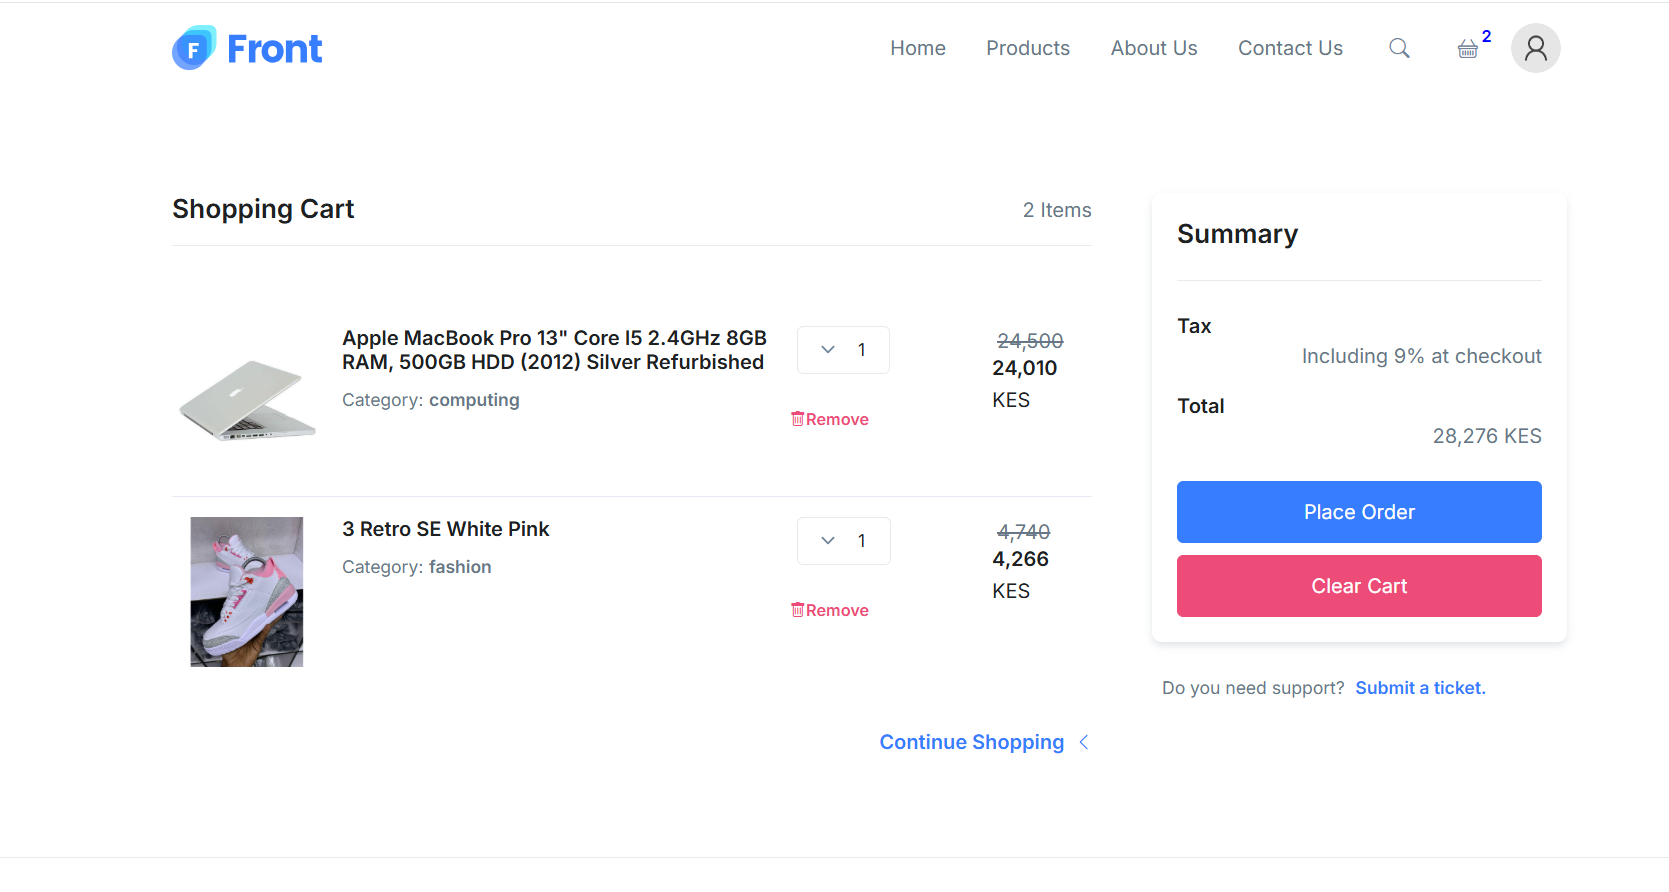 F Front
Home Products About Us Contact Us 2
Shopping Cart
2 Items
Apple MacBook Pro 13" Core I5 2.4GHz 8GB
RAM, 500GB HDD (2012) Silver Refurbished
Category: computing
1
Remove
24,500
24,010
KES
3 Retro SE White Pink
Category: fashion
1
Remove
4,740
4,266
KES
Continue Shopping
Summary
Tax
Including 9% at checkout
Total
28,276 KES
Place Order
Clear Cart
Do you need support? Submit a ticket.